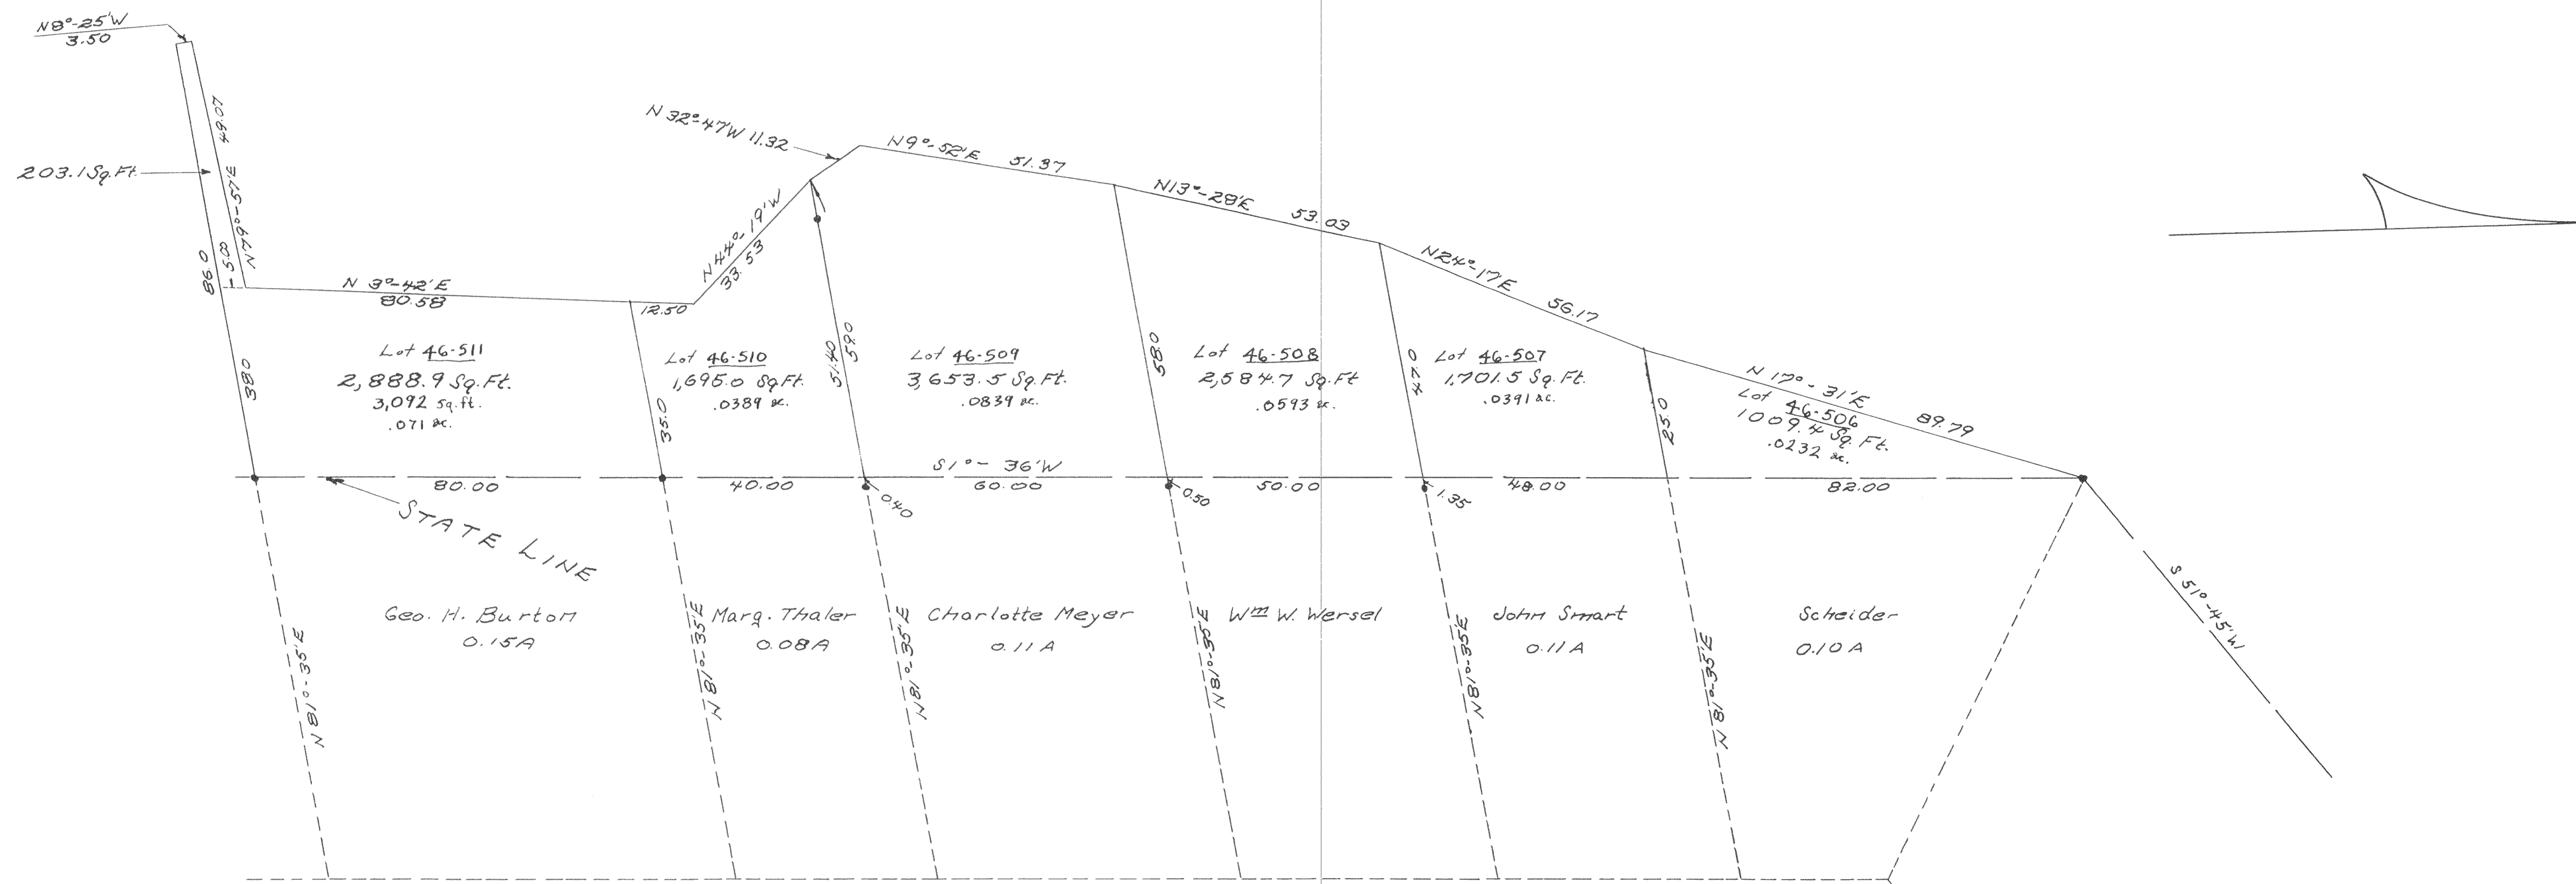 N8°-25'W
3.50
203.1 Sq.Ft.
N79°-57'E 49.07
86.0
5.00
38.0
N 3°-42'E
80.58
12.50
N44°-19'W
33.53
N 32°-47'W 11.32
N9°-52'E 51.37
N13°-28'E 53.03
N24°-17'E 56.17
N 17°-31'E 89.79
Lot 46-511
2,888.9 Sq.Ft.
3,092 sq.ft.
.071 ac.
35.0
Lot 46-510
1,695.0 Sq.Ft.
.0389 ac.
51.40
59.0
Lot 46-509
3,653.5 Sq.Ft.
.0839 ac.
58.0
Lot 46-508
2,584.7 Sq.Ft.
.0593 ac.
47.0
Lot 46-507
1,701.5 Sq.Ft.
.0391 ac.
25.0
Lot 46-506
1009.4 Sq. Ft.
.0232 ac.
S1°-36'W
80.00
40.00
0.40
60.00
0.50
50.00
1.35
48.00
82.00
STATE LINE
N81°-35'E
Geo. H. Burton
0.15A
N81°-35'E
Marg. Thaler
0.08A
N81°-35'E
Charlotte Meyer
0.11A
N81°-35'E
Wm W. Wersel
N81°-35'E
John Smart
0.11A
N81°-35'E
Scheider
0.10A
S 51°-45'W